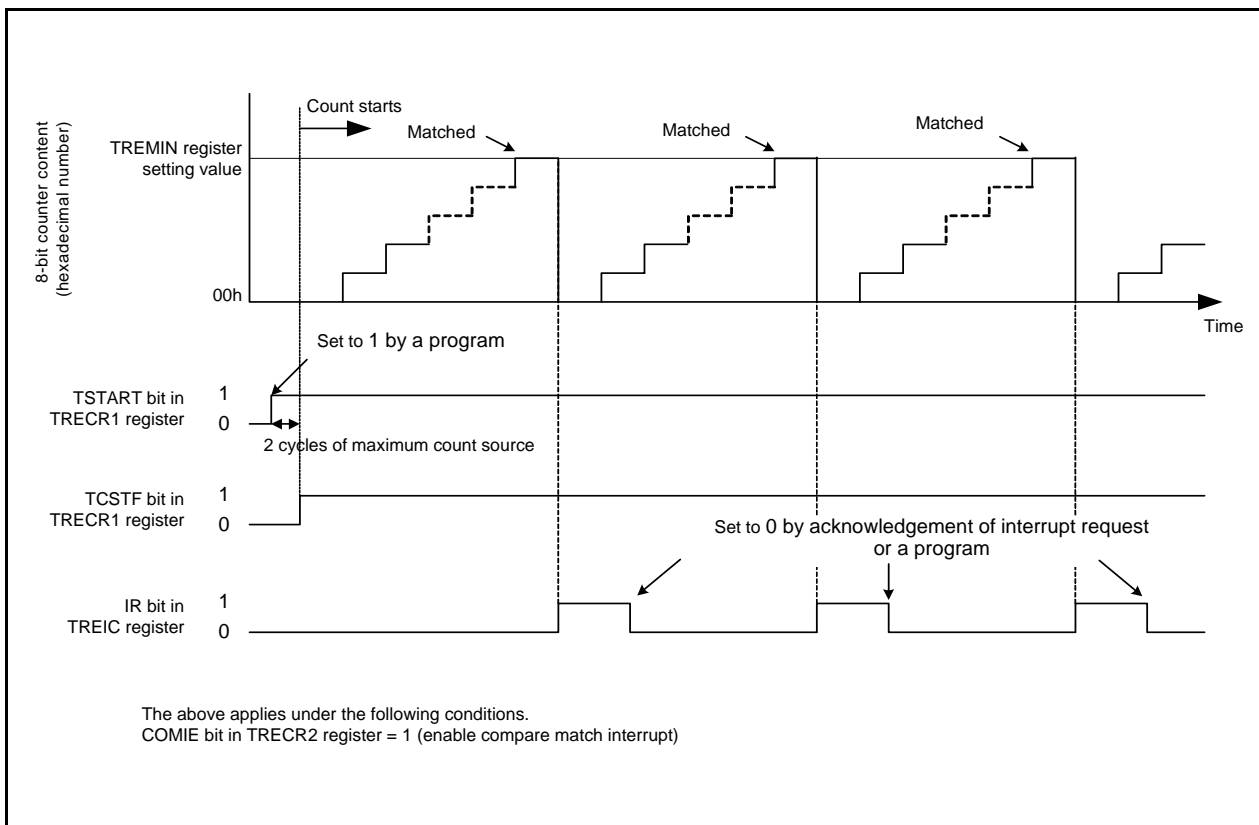 Count starts
Matched
Matched
Matched
TREMIN register
setting value
8-bit counter content
(hexadecimal number)
00h
Time
Set to 1 by a program
TSTART bit in
TRECR1 register
1
0
2 cycles of maximum count source
TCSTF bit in
TRECR1 register
1
0
Set to 0 by acknowledgement of interrupt request
or a program
IR bit in
TREIC register
1
0
The above applies under the following conditions.
COMIE bit in TRECR2 register = 1 (enable compare match interrupt)